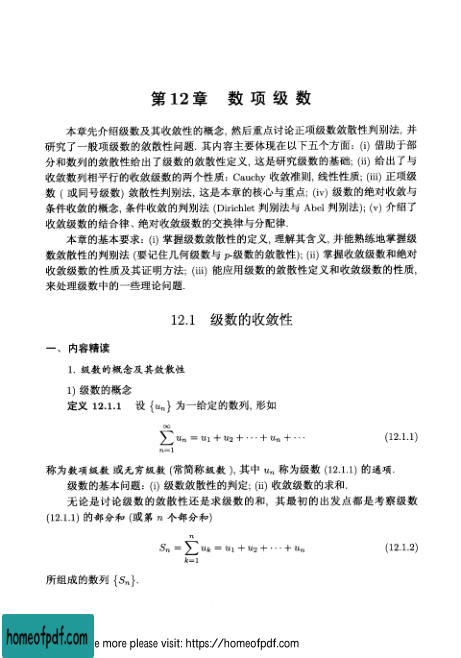 第12章 数项级数
本章先介绍级数及其收敛性的概念, 然后重点讨论正项级数敛散性判别法, 并
研究了一般项级数的敛散性问题. 其内容主要体现在以下五个方面: (i) 借助于部
分和数列的敛散性给出了级数的敛散性定义, 这是研究级数的基础; (ii) 给出了与
收敛数列相平行的收敛级数的两个性质: Cauchy 收敛准则, 线性性质; (iii) 正项级
数 ( 或同号级数) 敛散性判别法, 这是本章的核心与重点; (iv) 级数的绝对收敛与
条件收敛的概念, 条件收敛的判别法 (Dirichlet 判别法与 Abel 判别法); (v) 介绍了
收敛级数的结合律、绝对收敛级数的交换律与分配律.
本章的基本要求: (i) 掌握级数敛散性的定义, 理解其含义, 并能熟练地掌握级
数敛散性的判别法 (要记住几何级数与 p-级数的敛散性); (ii) 掌握收敛级数和绝对
收敛级数的性质及其证明方法; (iii) 能应用级数的敛散性定义和收敛级数的性质,
来处理级数中的一些理论问题.
12.1 级数的收敛性
一、内容精读
1. 级数的概念及其敛散性
1) 级数的概念
定义 12.1.1 设 {uₙ} 为一给定的数列, 形如
∞∑n=1 uₙ = u₁ + u₂ + ··· + uₙ + ··· (12.1.1)
称为数项级数 或无穷级数 (常简称级数 ), 其中 uₙ 称为级数 (12.1.1) 的通项.
级数的基本问题: (i) 级数敛散性的判定; (ii) 收敛级数的求和.
无论是讨论级数的敛散性还是求级数的和, 其最初的出发点都是考察级数
(12.1.1) 的部分和 (或第 n 个部分和)
Sₙ = n∑k=1 uₖ = u₁ + u₂ + ··· + uₙ (12.1.2)
所组成的数列 {Sₙ}.
homeofpdf.com
e more please visit: https://homeofpdf.com